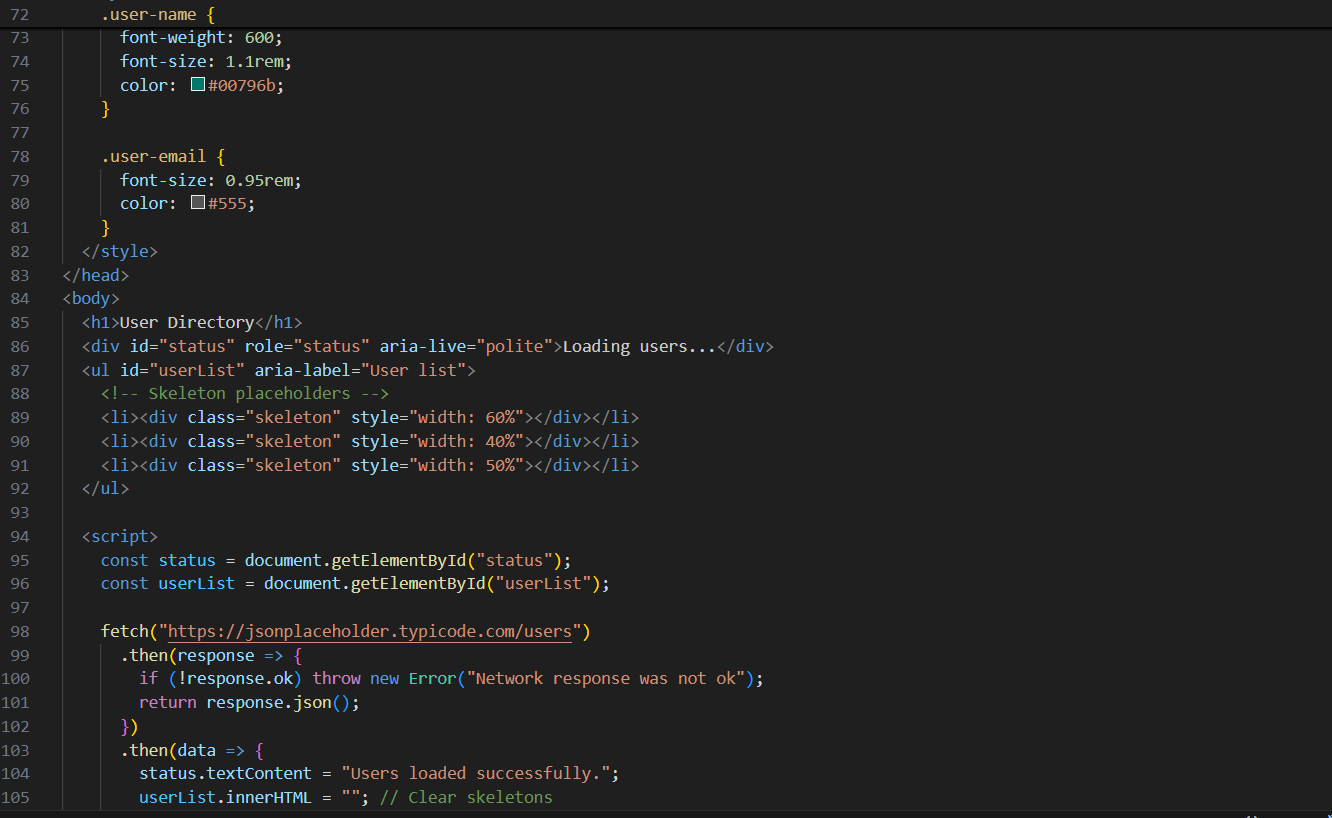 72 .user-name {
73 font-weight: 600;
74 font-size: 1.1rem;
75 color: #00796b;
76 }
77
78 .user-email {
79 font-size: 0.95rem;
80 color: #555;
81 }
82 </style>
83 </head>
84 <body>
85 <h1>User Directory</h1>
86 <div id="status" role="status" aria-live="polite">Loading users...</div>
87 <ul id="userList" aria-label="User list">
88 <!-- Skeleton placeholders -->
89 <li><div class="skeleton" style="width: 60%"></div></li>
90 <li><div class="skeleton" style="width: 40%"></div></li>
91 <li><div class="skeleton" style="width: 50%"></div></li>
92 </ul>
93
94 <script>
95 const status = document.getElementById("status");
96 const userList = document.getElementById("userList");
97
98 fetch("https://jsonplaceholder.typicode.com/users")
99 .then(response => {
100 if (!response.ok) throw new Error("Network response was not ok");
101 return response.json();
102 })
103 .then(data => {
104 status.textContent = "Users loaded successfully.";
105 userList.innerHTML = ""; // Clear skeletons